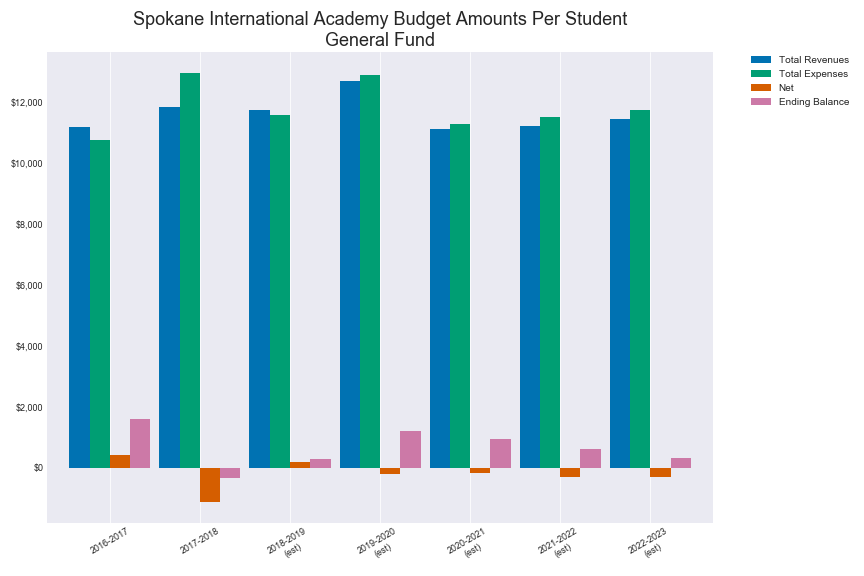 Spokane International Academy Budget Amounts Per Student
General Fund
Total Revenues
Total Expenses
Net
Ending Balance
$12,000
$10,000
$8,000
$6,000
$4,000
$2,000
$0
2016-2017
2017-2018
2018-2019
(est)
2019-2020
(est)
2020-2021
(est)
2021-2022
(est)
2022-2023
(est)